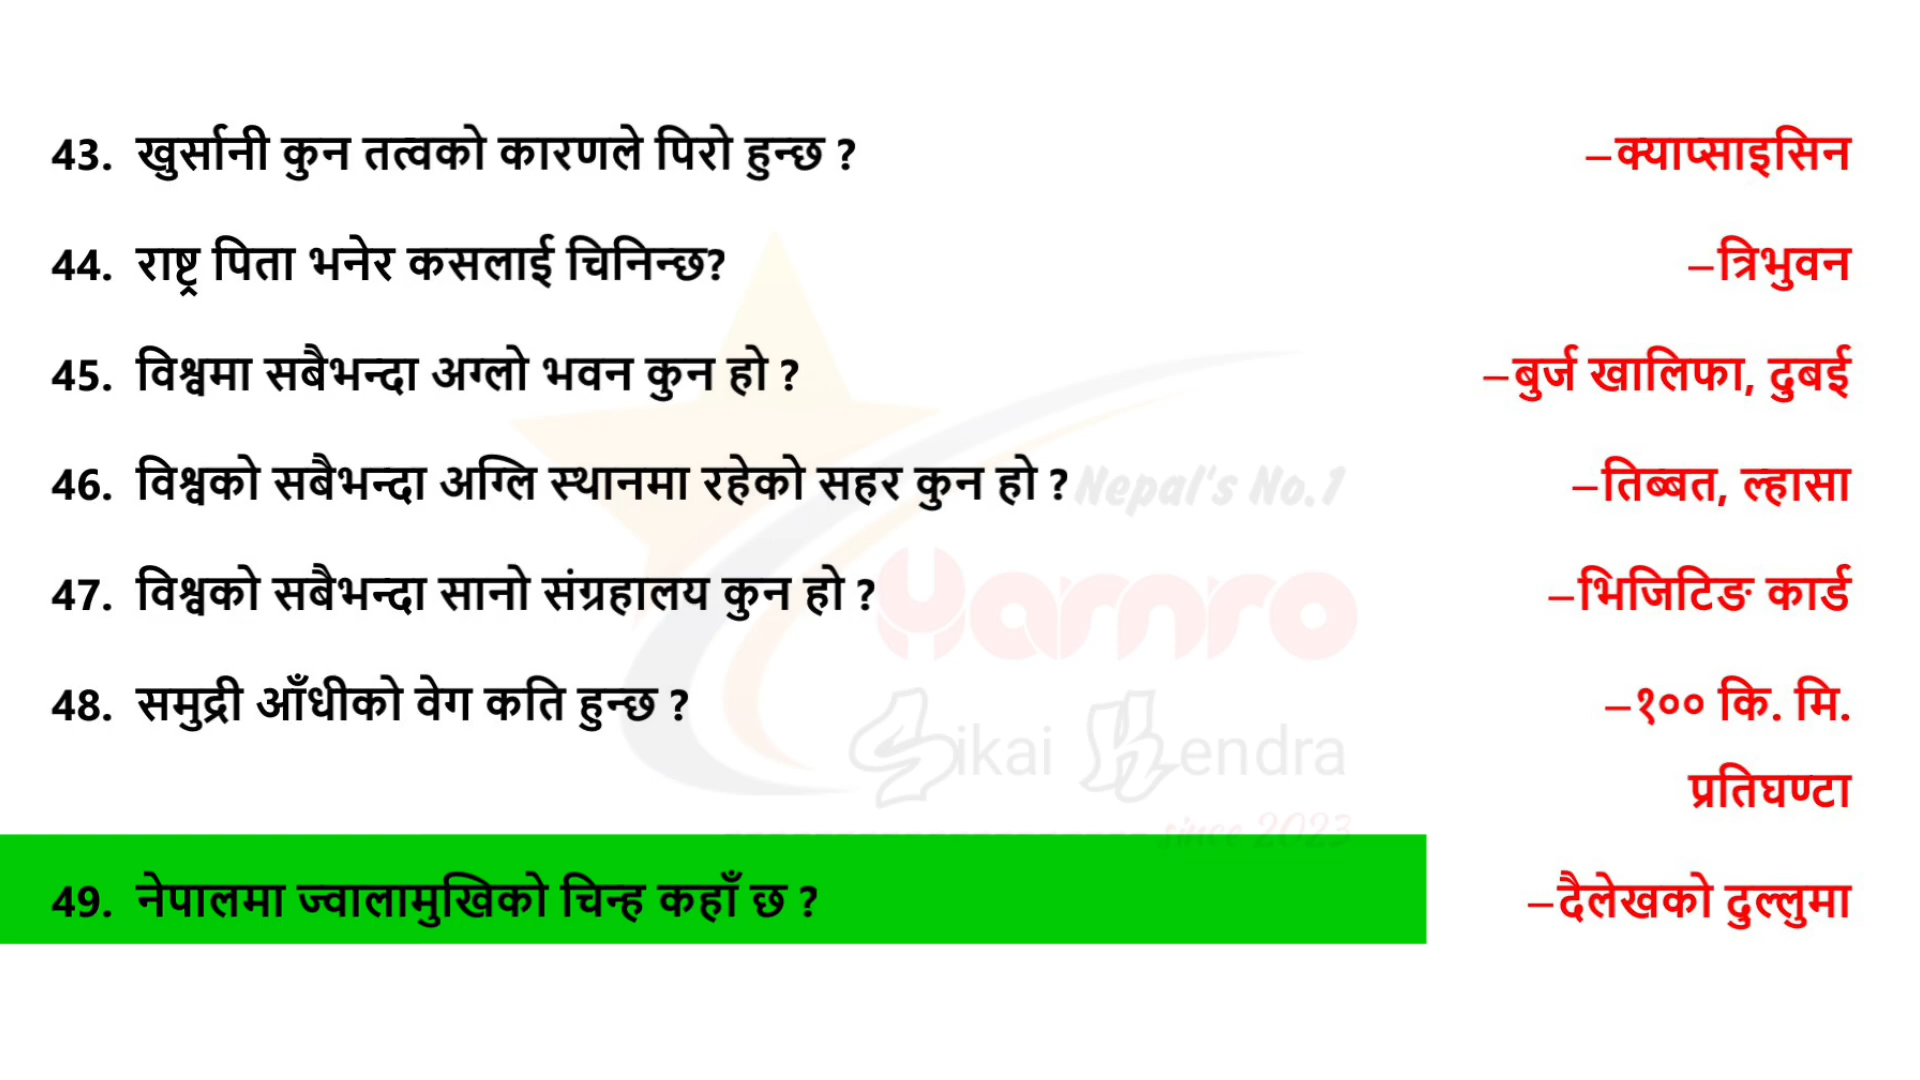 43. खुर्सानी कुन तत्वको कारणले पिरो हुन्छ ? –क्याप्साइसिन
44. राष्ट्र पिता भनेर कसलाई चिनिन्छ? –त्रिभुवन
45. विश्वमा सबैभन्दा अग्लो भवन कुन हो ? –बुर्ज खालिफा, दुबई
46. विश्वको सबैभन्दा अग्लि स्थानमा रहेको सहर कुन हो ? –तिब्बत, ल्हासा
Nepal's No.1
47. विश्वको सबैभन्दा सानो संग्रहालय कुन हो ? –भिजिटिङ कार्ड
Yarnro
48. समुद्री आँधीको वेग कति हुन्छ ? –१०० कि. मि.
Sikai Kendra
प्रतिघण्टा
since 2023
49. नेपालमा ज्वालामुखिको चिन्ह कहाँ छ ? –दैलेखको दुल्लुमा